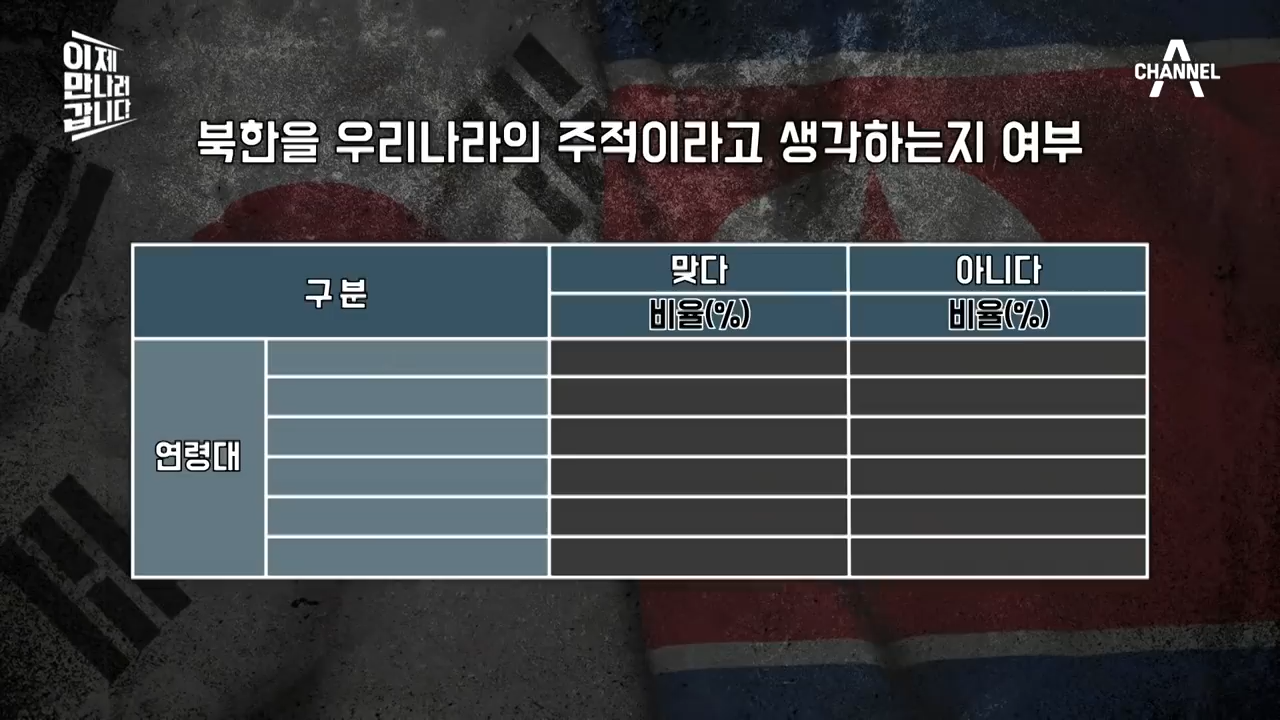 이제
만나러
갑니다
CHANNEL A
북한을 우리나라의 주적이라고 생각하는지 여부
구분 맞다 아니다
비율(%) 비율(%)
연령대